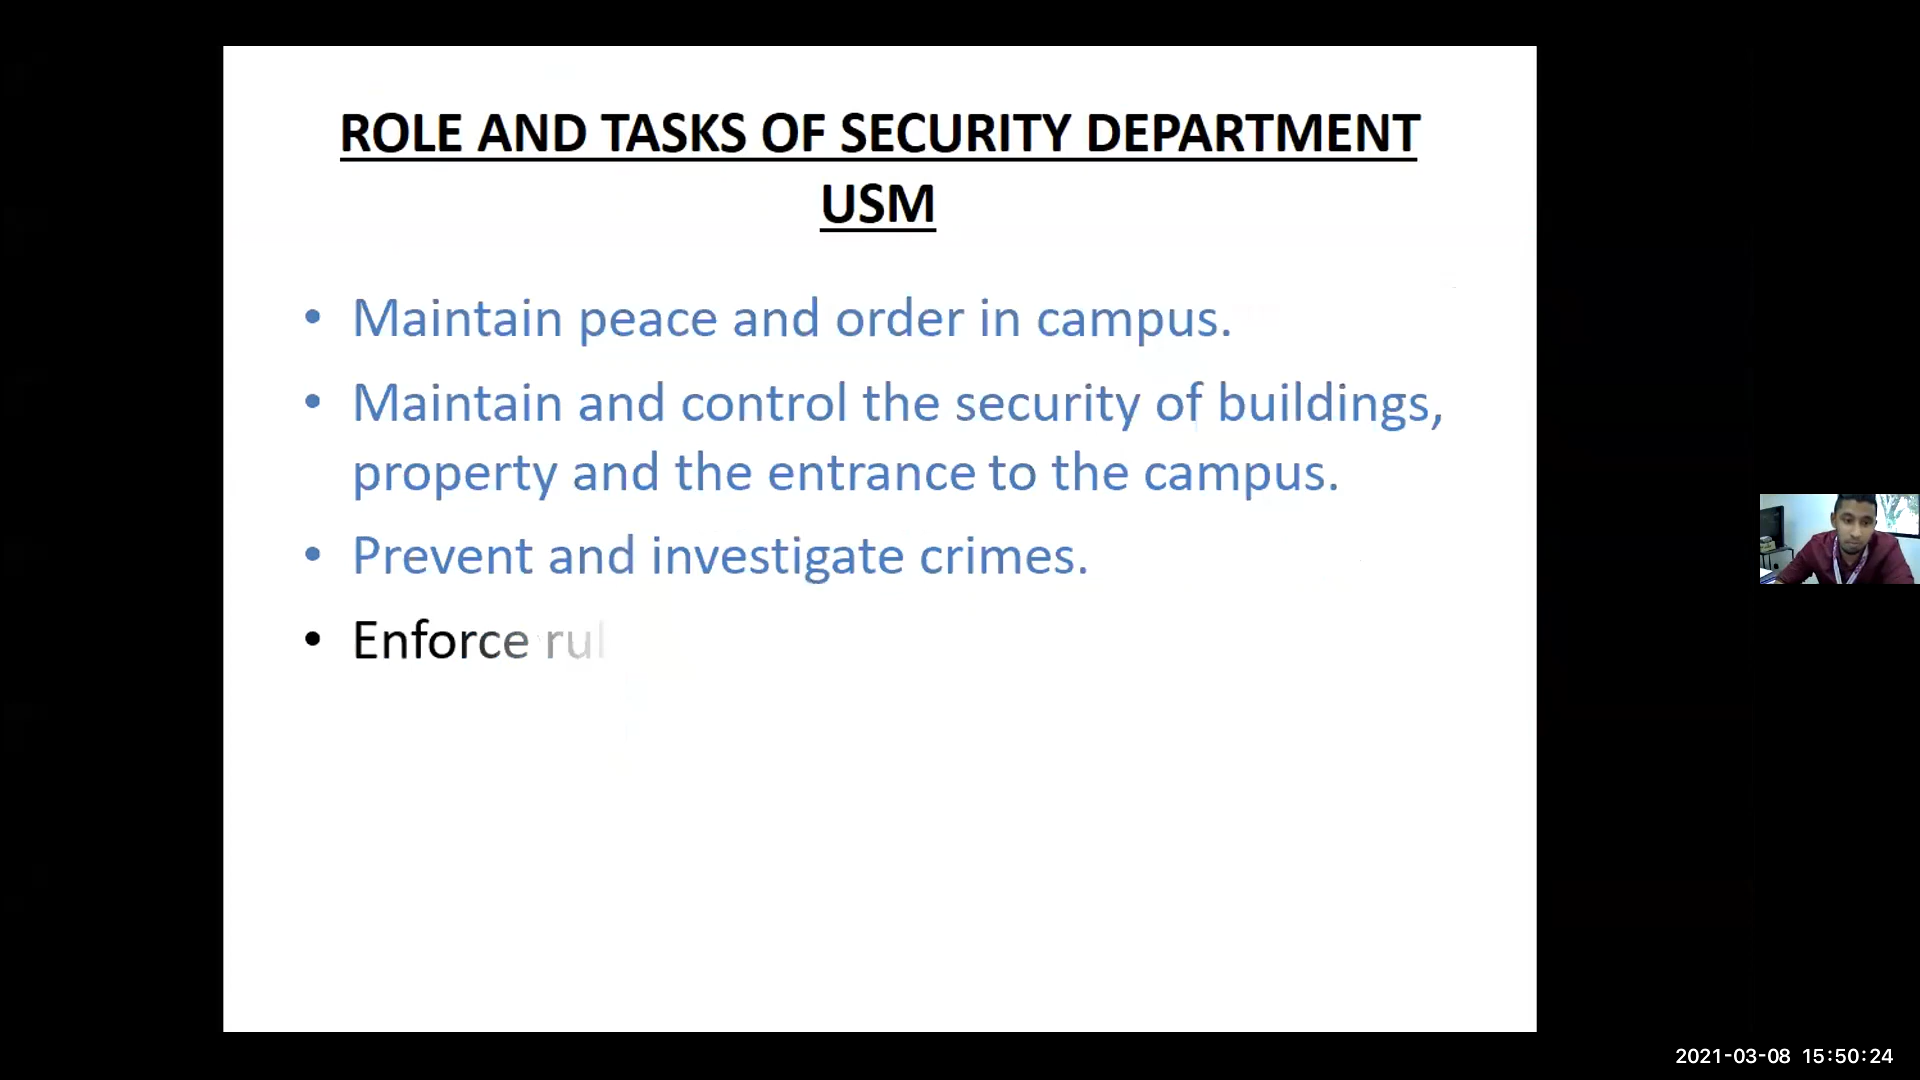 ROLE AND TASKS OF SECURITY DEPARTMENT
USM
• Maintain peace and order in campus.
• Maintain and control the security of buildings,
property and the entrance to the campus.
• Prevent and investigate crimes.
• Enforce rul
2021-03-08 15:50:24